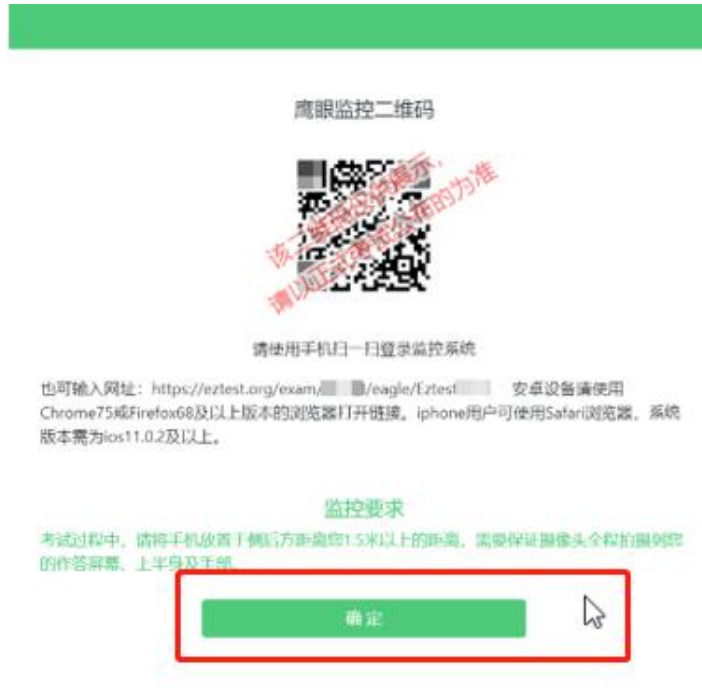 鹰眼监控二维码
该二维码仅供展示,
请以正式考试公布的为准
请使用手机扫一扫登录监控系统
也可输入网址：https://eztest.org/exam/ /eagle/Eztest 安卓设备请使用
Chrome75或Firefox68及以上版本的浏览器打开链接。iphone用户可使用Safari浏览器，系统
版本需为ios11.0.2及以上。
监控要求
考试过程中，请将手机放置于侧后方距离您1.5米以上的距离，需要保证摄像头全程拍摄到您
的作答屏幕、上半身及手部。
确定